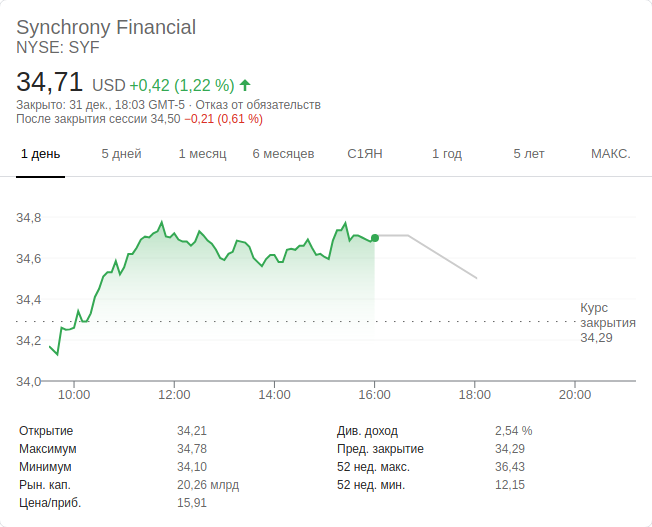 Synchrony Financial
NYSE: SYF
34,71 USD +0,42 (1,22 %)
Закрыто: 31 дек., 18:03 GMT-5 · Отказ от обязательств
После закрытия сессии 34,50 −0,21 (0,61 %)
1 день 5 дней 1 месяц 6 месяцев С1ЯН 1 год 5 лет МАКС.
34,8
34,6
34,4
34,2
34,0
Курс
закрытия
34,29
10:00 12:00 14:00 16:00 18:00 20:00
Открытие 34,21 Див. доход 2,54 %
Максимум 34,78 Пред. закрытие 34,29
Минимум 34,10 52 нед. макс. 36,43
Рын. кап. 20,26 млрд 52 нед. мин. 12,15
Цена/приб. 15,91